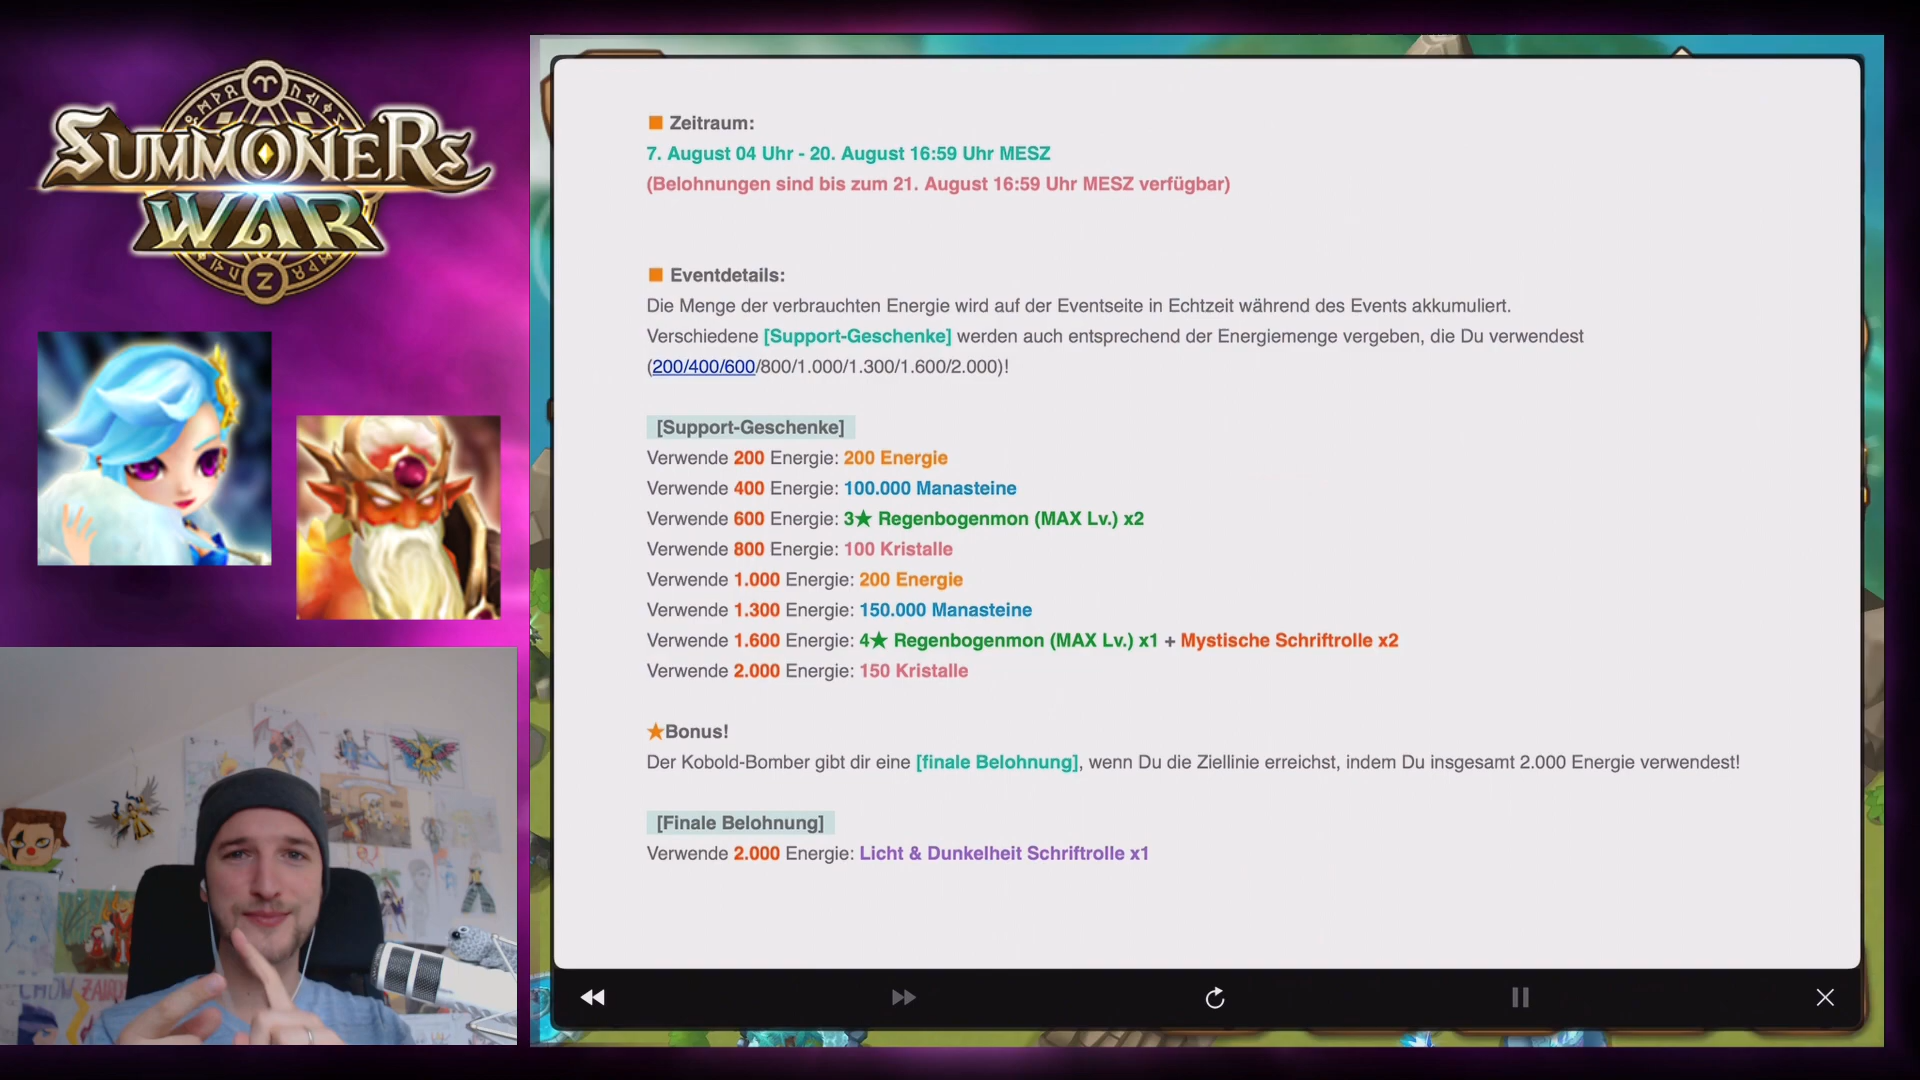 SUMMONERS
WAR
■ Zeitraum:
7. August 04 Uhr - 20. August 16:59 Uhr MESZ
(Belohnungen sind bis zum 21. August 16:59 Uhr MESZ verfügbar)
■ Eventdetails:
Die Menge der verbrauchten Energie wird auf der Eventseite in Echtzeit während des Events akkumuliert.
Verschiedene [Support-Geschenke] werden auch entsprechend der Energiemenge vergeben, die Du verwendest
(200/400/600/800/1.000/1.300/1.600/2.000)!
[Support-Geschenke]
Verwende 200 Energie: 200 Energie
Verwende 400 Energie: 100.000 Manasteine
Verwende 600 Energie: 3★ Regenbogenmon (MAX Lv.) x2
Verwende 800 Energie: 100 Kristalle
Verwende 1.000 Energie: 200 Energie
Verwende 1.300 Energie: 150.000 Manasteine
Verwende 1.600 Energie: 4★ Regenbogenmon (MAX Lv.) x1 + Mystische Schriftrolle x2
Verwende 2.000 Energie: 150 Kristalle
★Bonus!
Der Kobold-Bomber gibt dir eine [finale Belohnung], wenn Du die Ziellinie erreichst, indem Du insgesamt 2.000 Energie verwendest!
[Finale Belohnung]
Verwende 2.000 Energie: Licht & Dunkelheit Schriftrolle x1